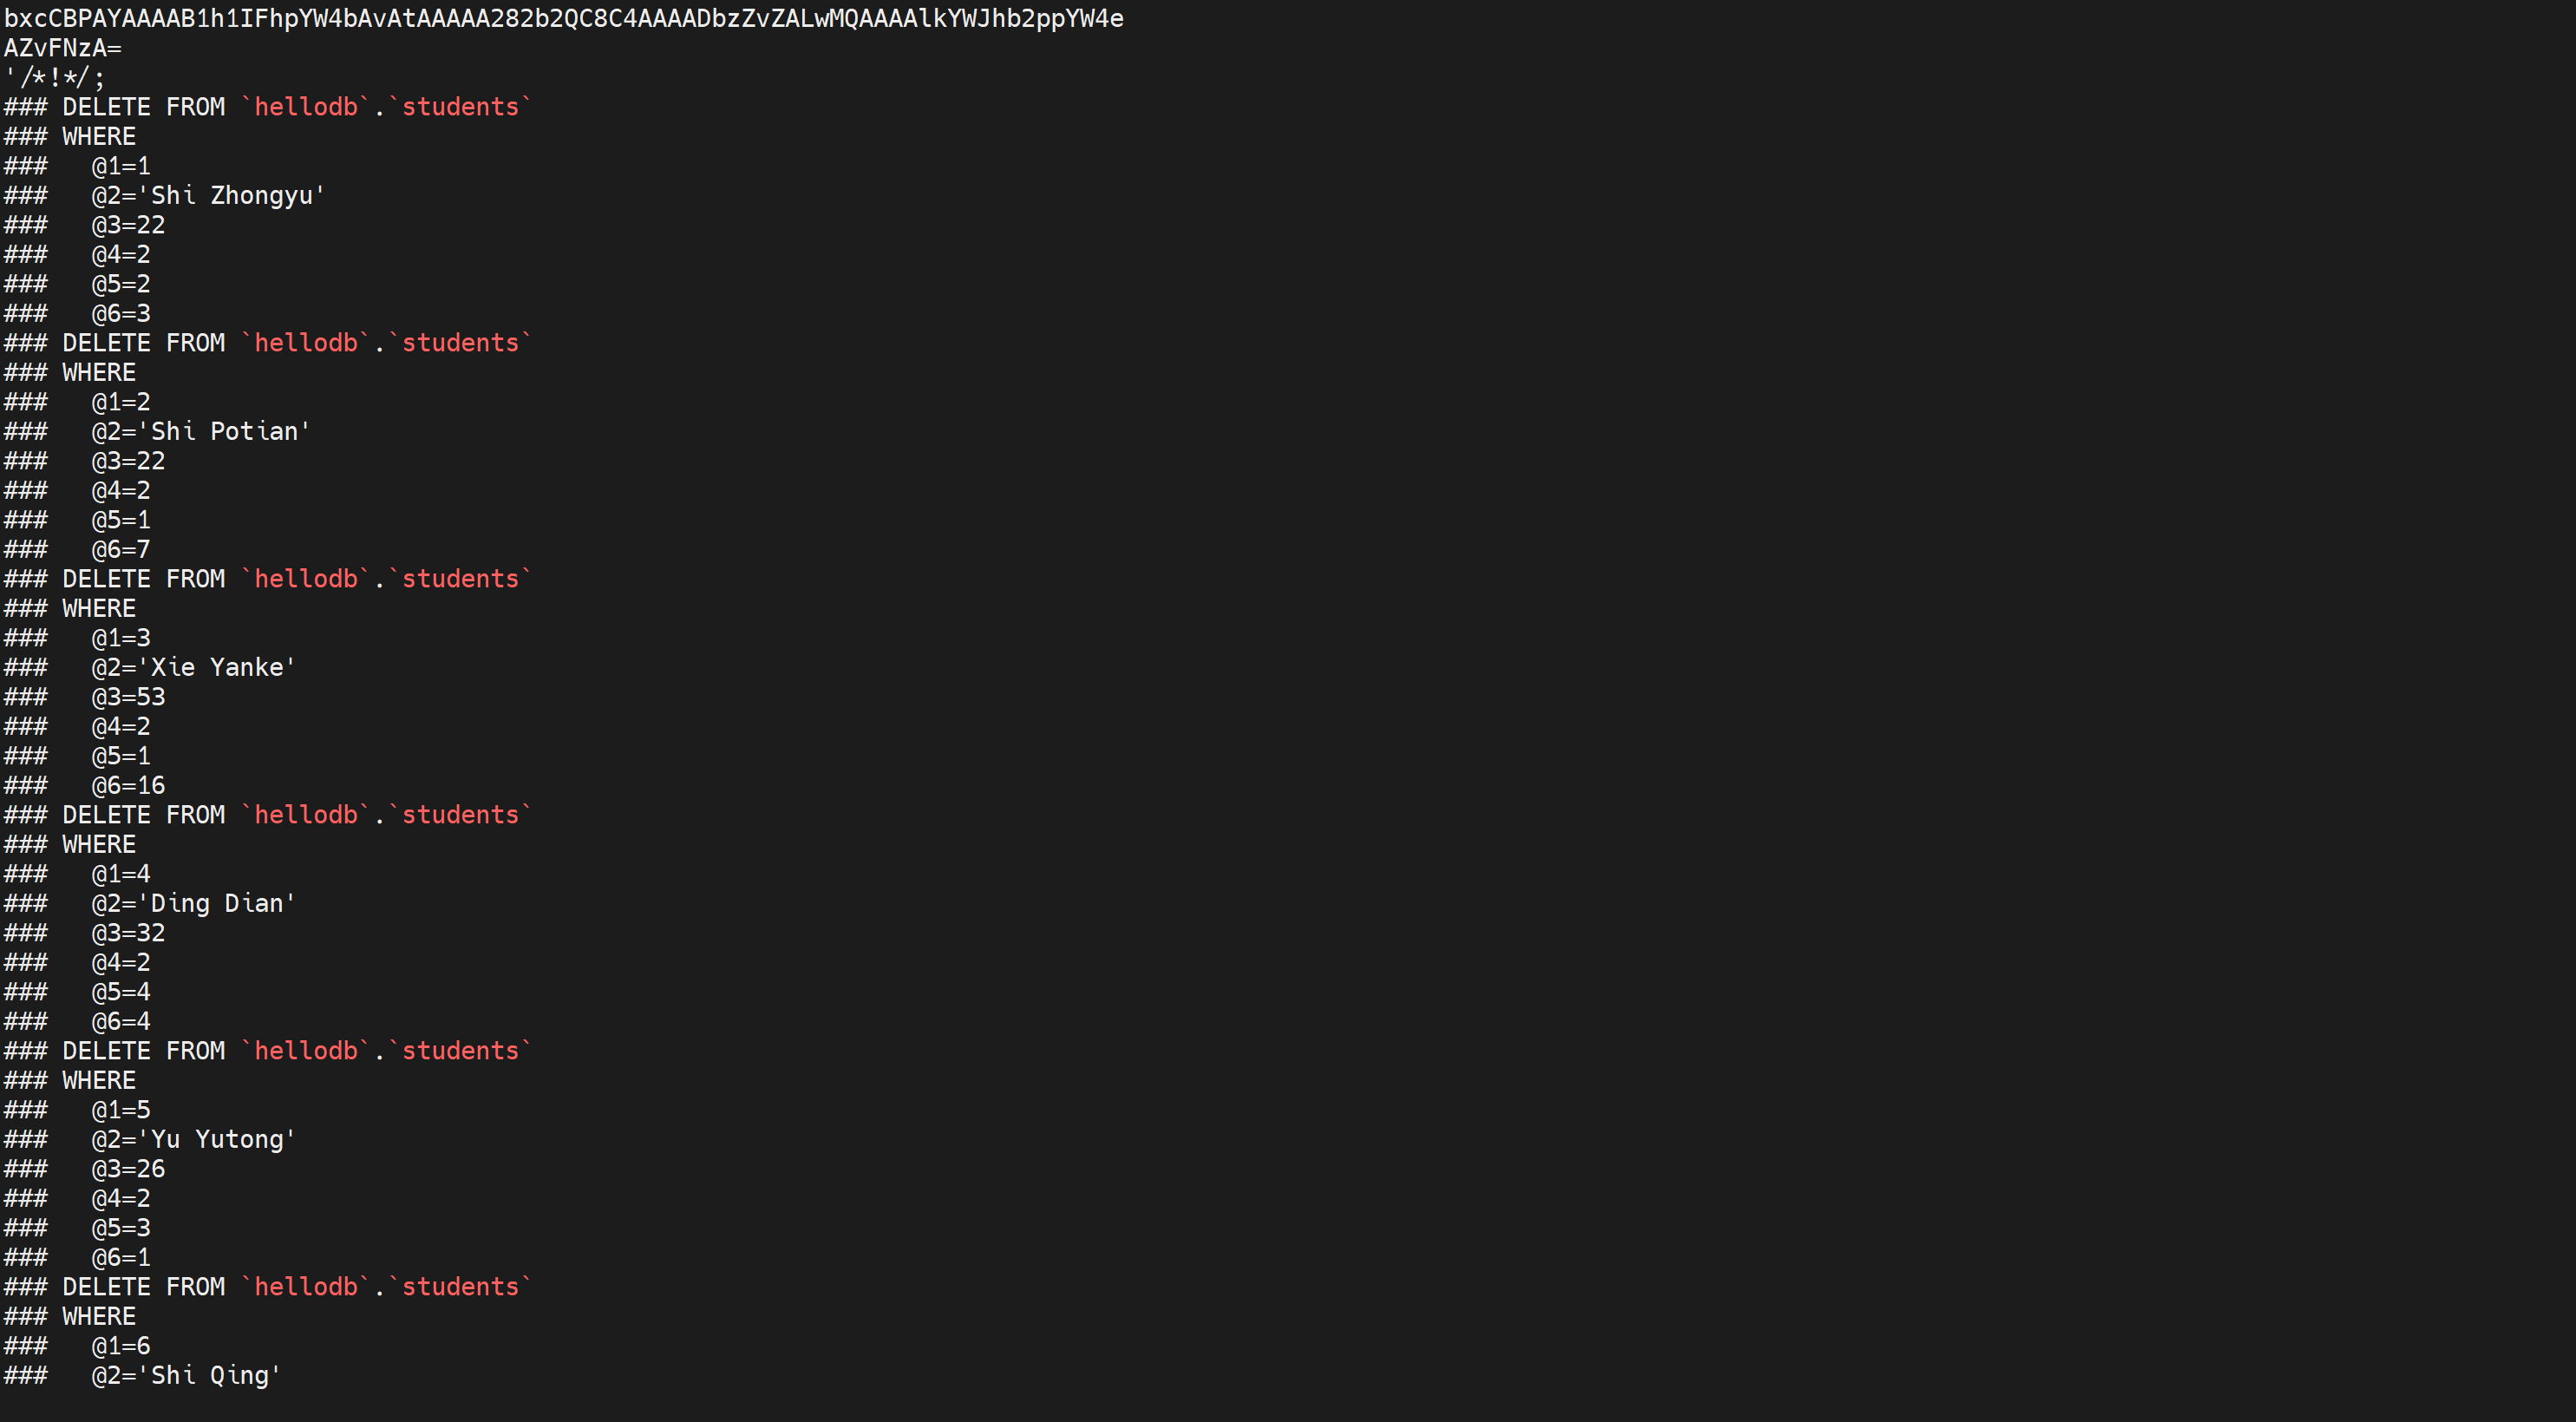 bxcCBPAYAAAAB1h1IFhpYW4bAvAtAAAAA282b2QC8C4AAAADbzZvZALwMQAAAAlkYWJhb2ppYW4e
AZvFNzA=
'/*!*/;
### DELETE FROM `hellodb`.`students`
### WHERE
###   @1=1
###   @2='Shi Zhongyu'
###   @3=22
###   @4=2
###   @5=2
###   @6=3
### DELETE FROM `hellodb`.`students`
### WHERE
###   @1=2
###   @2='Shi Potian'
###   @3=22
###   @4=2
###   @5=1
###   @6=7
### DELETE FROM `hellodb`.`students`
### WHERE
###   @1=3
###   @2='Xie Yanke'
###   @3=53
###   @4=2
###   @5=1
###   @6=16
### DELETE FROM `hellodb`.`students`
### WHERE
###   @1=4
###   @2='Ding Dian'
###   @3=32
###   @4=2
###   @5=4
###   @6=4
### DELETE FROM `hellodb`.`students`
### WHERE
###   @1=5
###   @2='Yu Yutong'
###   @3=26
###   @4=2
###   @5=3
###   @6=1
### DELETE FROM `hellodb`.`students`
### WHERE
###   @1=6
###   @2='Shi Qing'